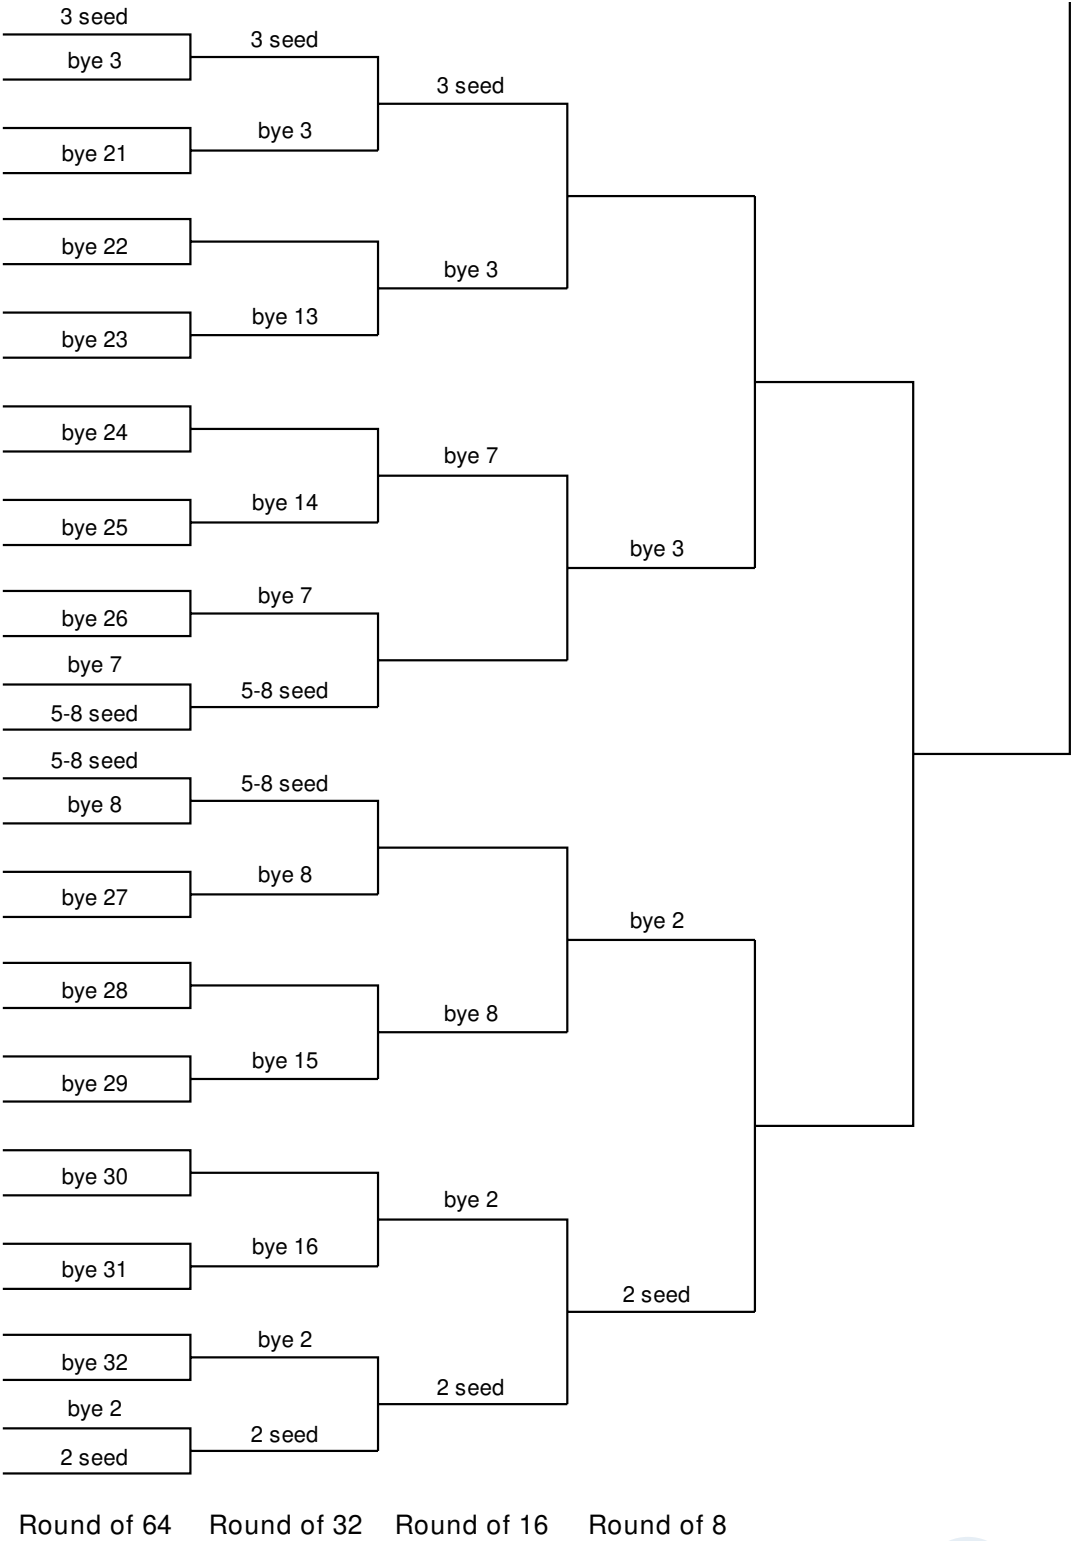 3 seed
3 seed
bye 3
3 seed
bye 3
bye 21
bye 22
bye 3
bye 13
bye 23
bye 24
bye 7
bye 14
bye 25
bye 3
bye 7
bye 26
bye 7
5-8 seed
5-8 seed
5-8 seed
5-8 seed
bye 8
bye 8
bye 27
bye 2
bye 28
bye 8
bye 15
bye 29
bye 30
bye 2
bye 16
bye 31
2 seed
bye 2
bye 32
2 seed
bye 2
2 seed
2 seed
Round of 64 Round of 32 Round of 16 Round of 8